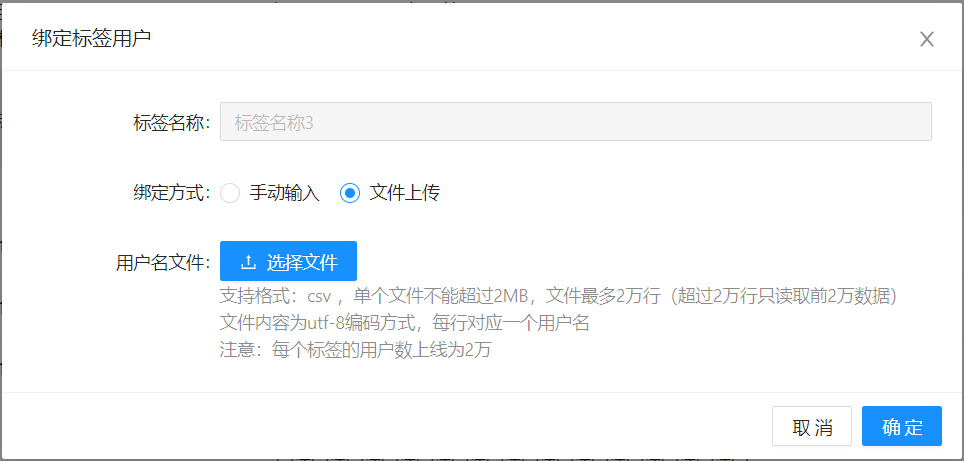 绑定标签用户
标签名称： 标签名称3
绑定方式： 手动输入 文件上传
用户名文件： 选择文件
支持格式：csv ，单个文件不能超过2MB，文件最多2万行（超过2万行只读取前2万数据）
文件内容为utf-8编码方式，每行对应一个用户名
注意：每个标签的用户数上线为2万
取 消 确 定